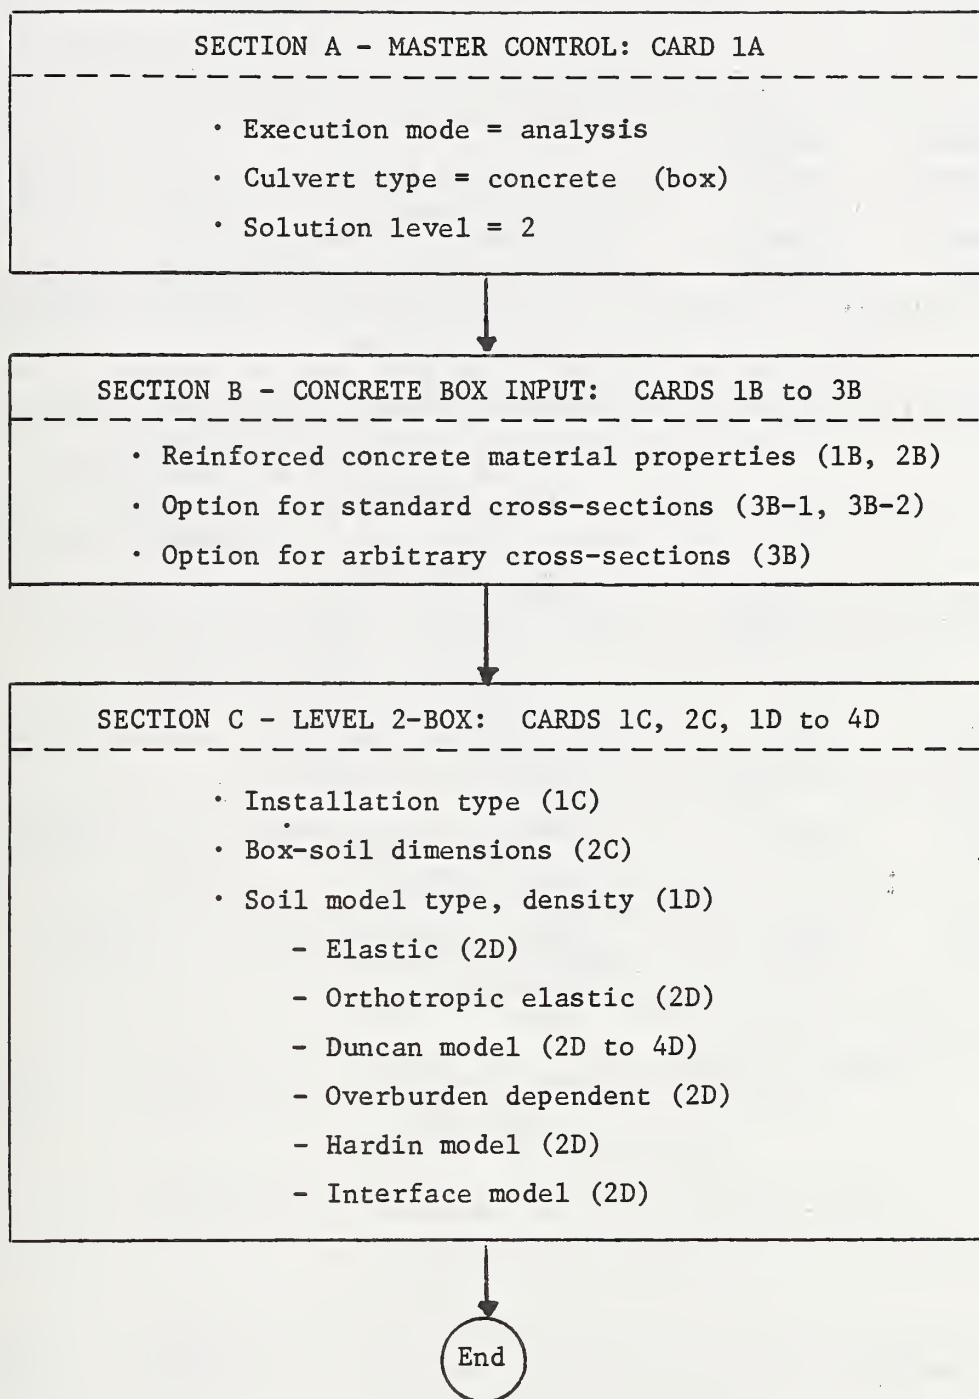 SECTION A - MASTER CONTROL: CARD 1A
· Execution mode = analysis
· Culvert type = concrete (box)
· Solution level = 2
SECTION B - CONCRETE BOX INPUT: CARDS 1B to 3B
· Reinforced concrete material properties (1B, 2B)
· Option for standard cross-sections (3B-1, 3B-2)
· Option for arbitrary cross-sections (3B)
SECTION C - LEVEL 2-BOX: CARDS 1C, 2C, 1D to 4D
· Installation type (1C)
· Box-soil dimensions (2C)
· Soil model type, density (1D)
- Elastic (2D)
- Orthotropic elastic (2D)
- Duncan model (2D to 4D)
- Overburden dependent (2D)
- Hardin model (2D)
- Interface model (2D)
End